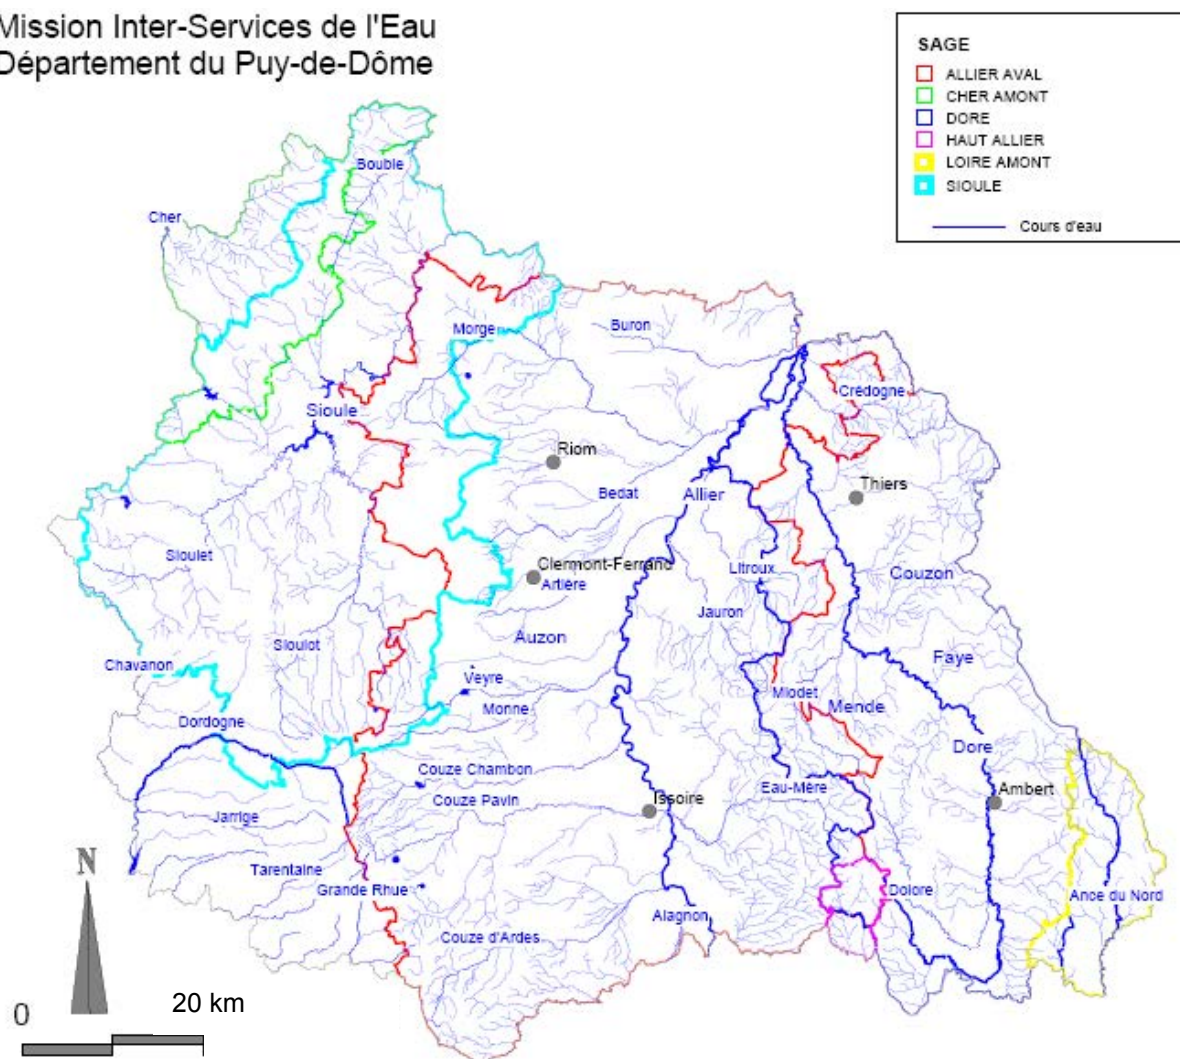 Mission Inter-Services de l'Eau
Département du Puy-de-Dôme
SAGE
ALLIER AVAL
CHER AMONT
DORE
HAUT ALLIER
LOIRE AMONT
SIOULE
Cours d'eau
Bouble
Cher
Morge
Buron
Crédogne
Sioule
Riom
Bedat
Allier
Thiers
Sioulet
Clermont-Ferrand
Artière
Litroux
Couzon
Jauron
Auzon
Sioulot
Faye
Chavanon
Veyre
Miodet
Monne
Mende
Dordogne
Dore
Couze Chambon
Eau-Mère
Ambert
Couze Pavin
Issoire
Jarrige
Tarentaine
N
Grande Rhue
Dolore
Ance du Nord
Alagnon
Couze d'Ardes
0
20 km